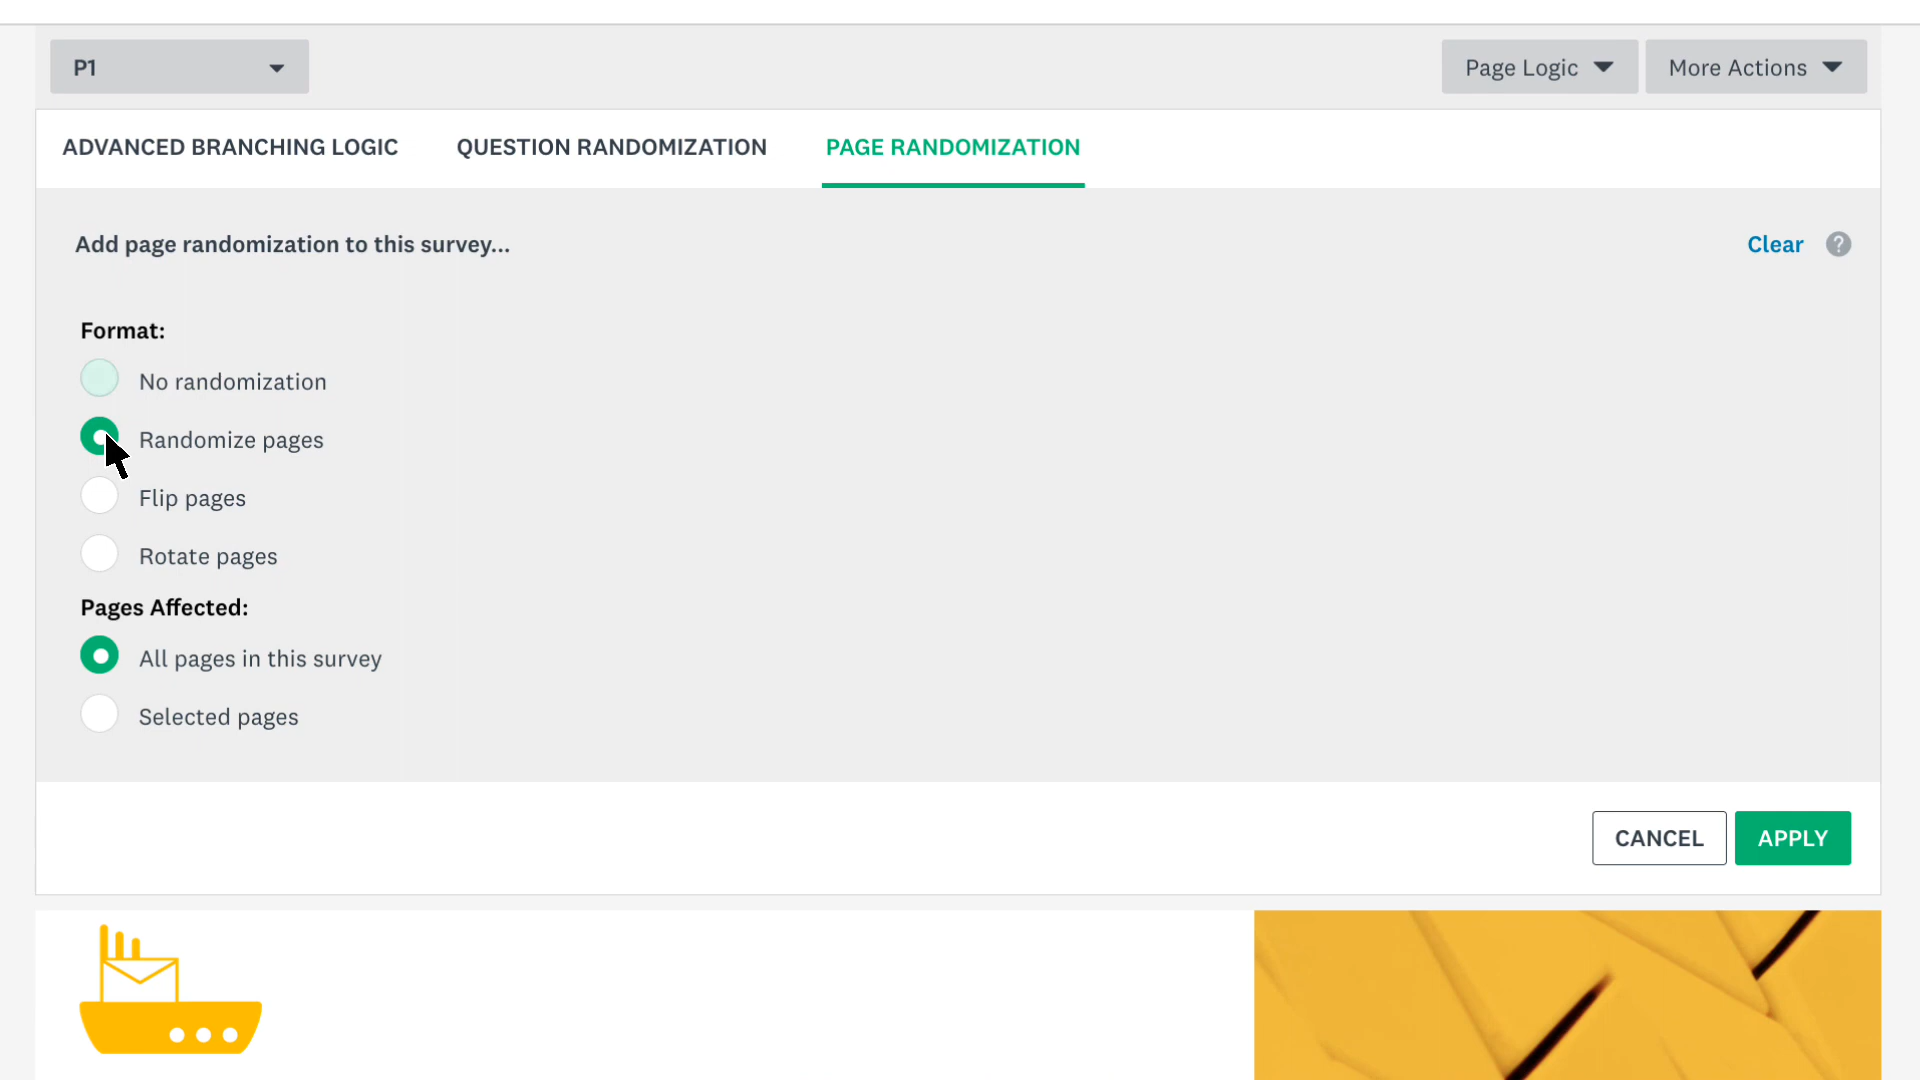 P1
Page Logic
More Actions
ADVANCED BRANCHING LOGIC
QUESTION RANDOMIZATION
PAGE RANDOMIZATION
Add page randomization to this survey...
Clear
?
Format:
No randomization
Randomize pages
Flip pages
Rotate pages
Pages Affected:
All pages in this survey
Selected pages
CANCEL
APPLY